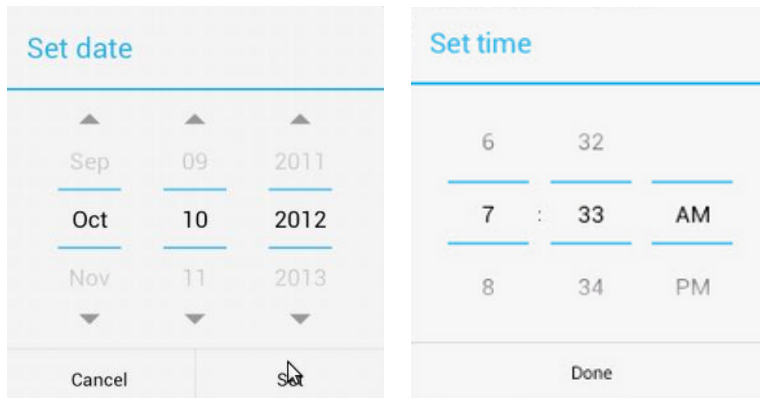 Set date
Sep 09 2011
Oct 10 2012
Nov 11 2013
Cancel Set
Set time
6 32
7 : 33 AM
8 34 PM
Done